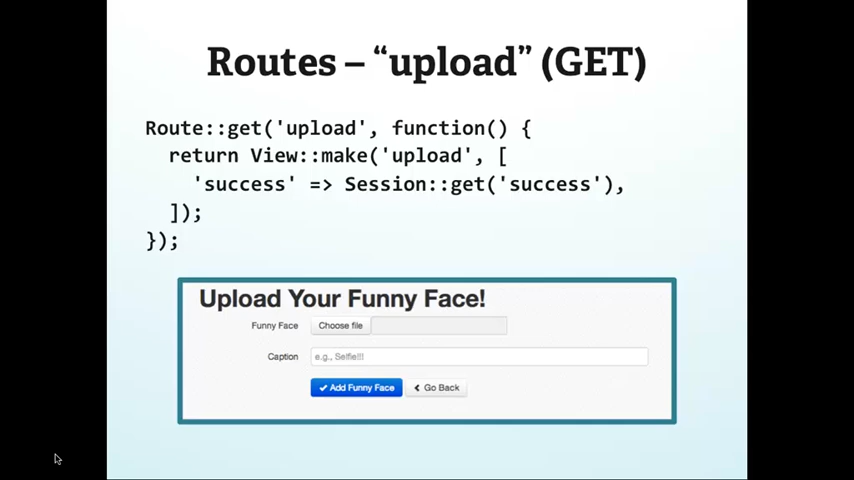 Routes – “upload” (GET)
Route::get('upload', function() {
  return View::make('upload', [
    'success' => Session::get('success'),
  ]);
});
Upload Your Funny Face!
Funny Face Choose file
Caption e.g., Selfie!!!
Add Funny Face Go Back